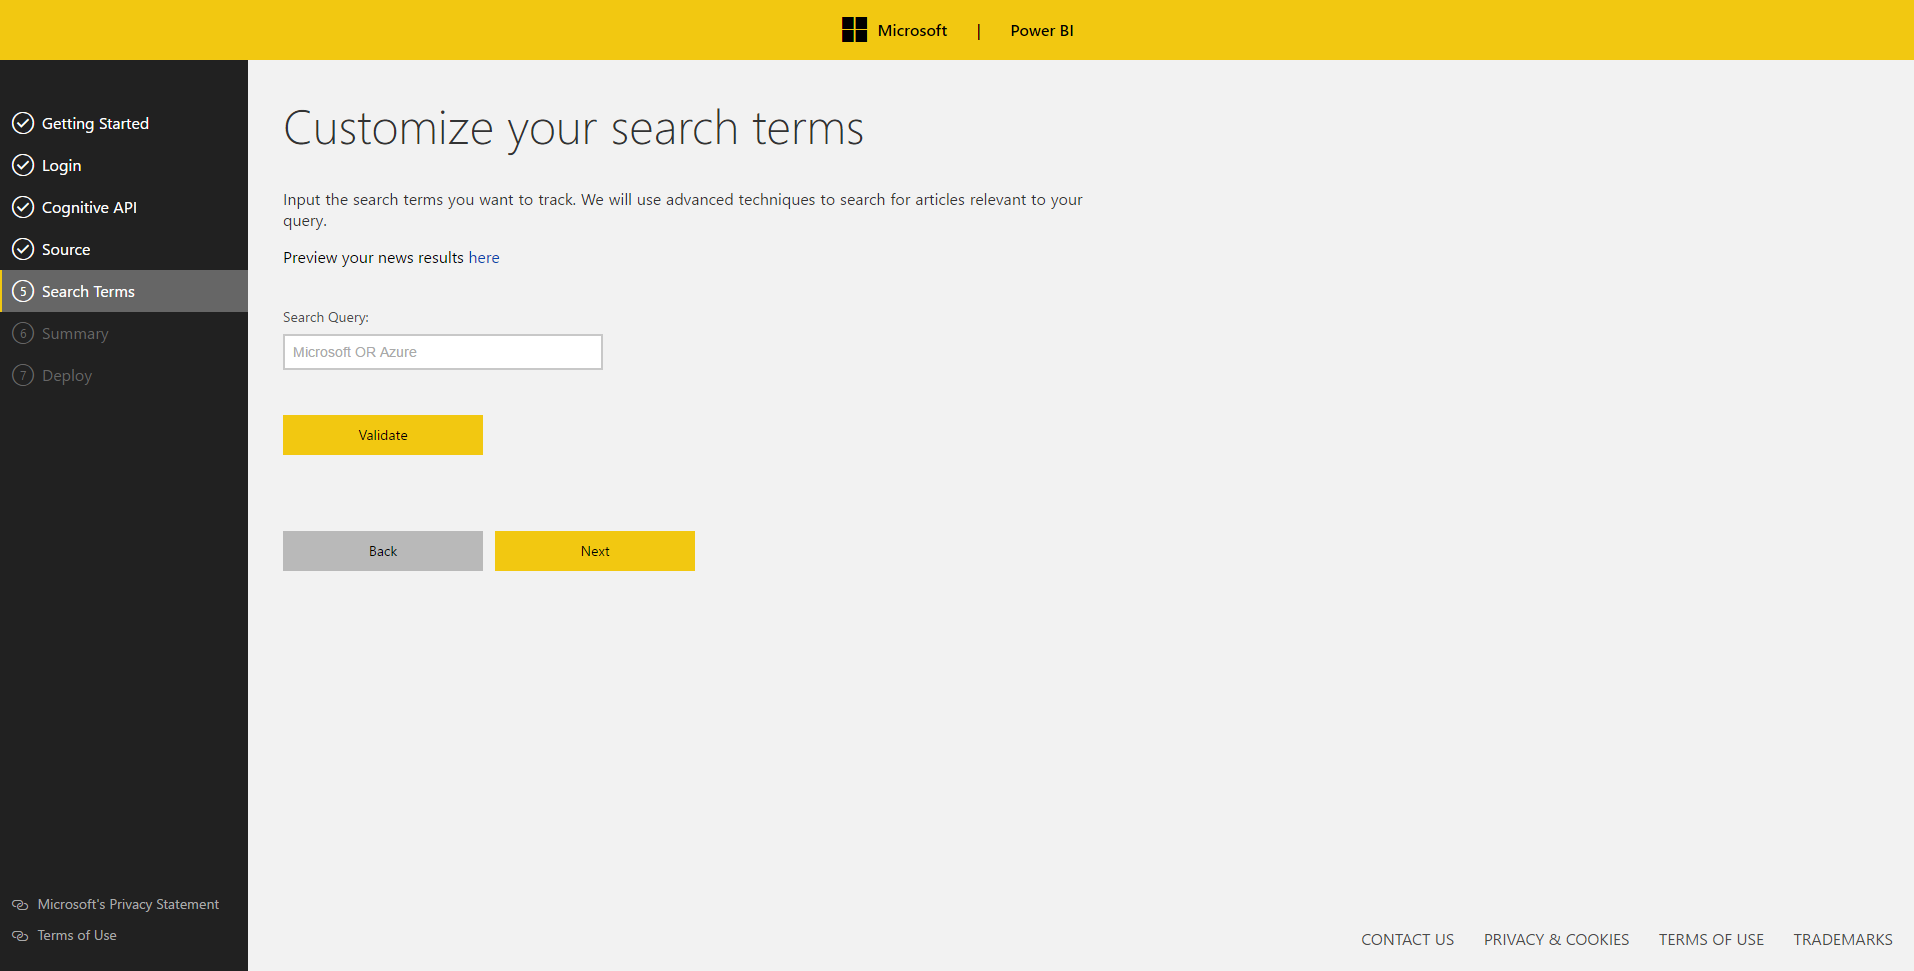 Microsoft | Power BI
Getting Started
Login
Cognitive API
Source
5 Search Terms
6 Summary
7 Deploy
Microsoft's Privacy Statement
Terms of Use
Customize your search terms
Input the search terms you want to track. We will use advanced techniques to search for articles relevant to your
query.
Preview your news results here
Search Query:
Microsoft OR Azure
Validate
Back Next
CONTACT US PRIVACY & COOKIES TERMS OF USE TRADEMARKS